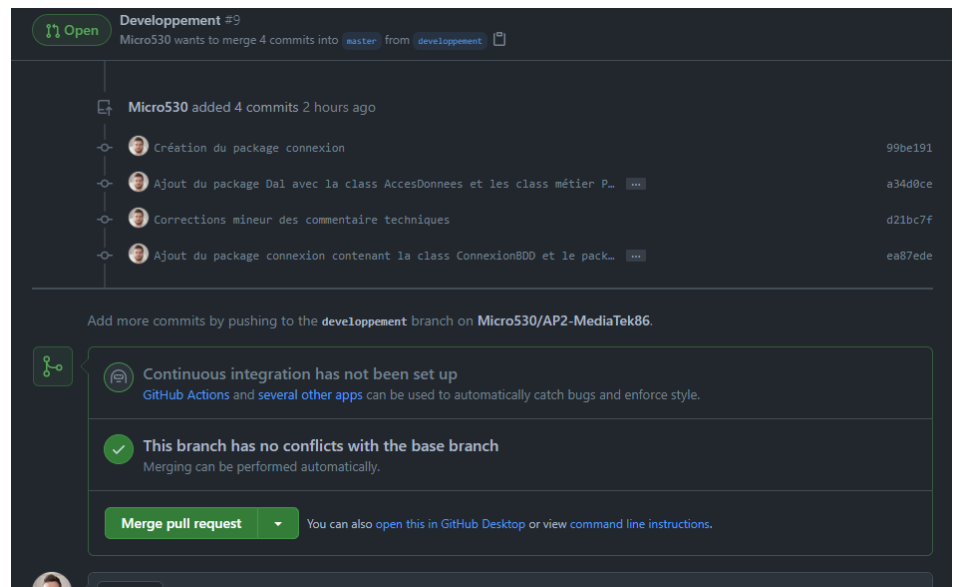 Open
Developpement #9
Micro530 wants to merge 4 commits into master from developpement
Micro530 added 4 commits 2 hours ago
Création du package connexion 99be191
Ajout du package Dal avec la class AccesDonnees et les class métier P… ... a34d0ce
Corrections mineur des commentaire techniques d21bc7f
Ajout du package connexion contenant la class ConnexionBDD et le pack… ... ea87ede
Add more commits by pushing to the developpement branch on Micro530/AP2-MediaTek86.
Continuous integration has not been set up
GitHub Actions and several other apps can be used to automatically catch bugs and enforce style.
This branch has no conflicts with the base branch
Merging can be performed automatically.
Merge pull request You can also open this in GitHub Desktop or view command line instructions.